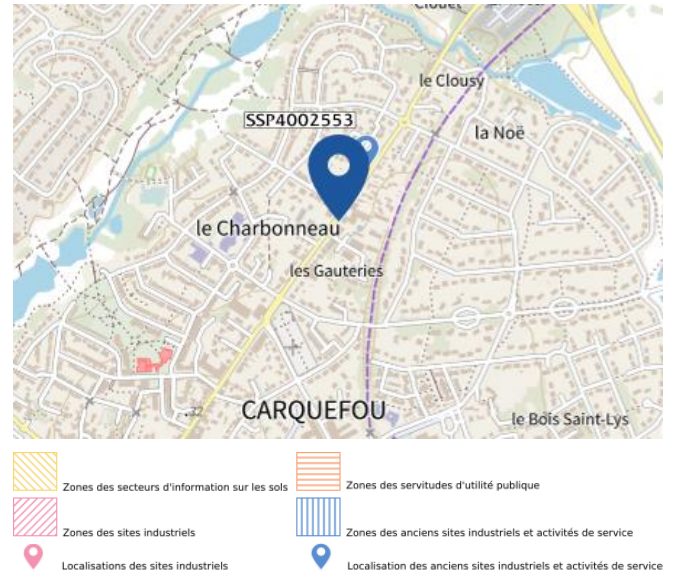 le Clousy
SSP4002553
la Noë
le Charbonneau
les Gauteries
32
CARQUEFOU
le Bois Saint-Lys
Zones des secteurs d'information sur les sols
Zones des servitudes d'utilité publique
Zones des sites industriels
Zones des anciens sites industriels et activités de service
Localisations des sites industriels
Localisation des anciens sites industriels et activités de service